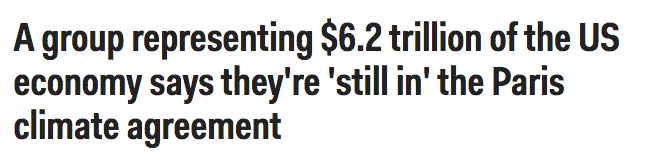 A group representing $6.2 trillion of the US
economy says they're 'still in' the Paris
climate agreement